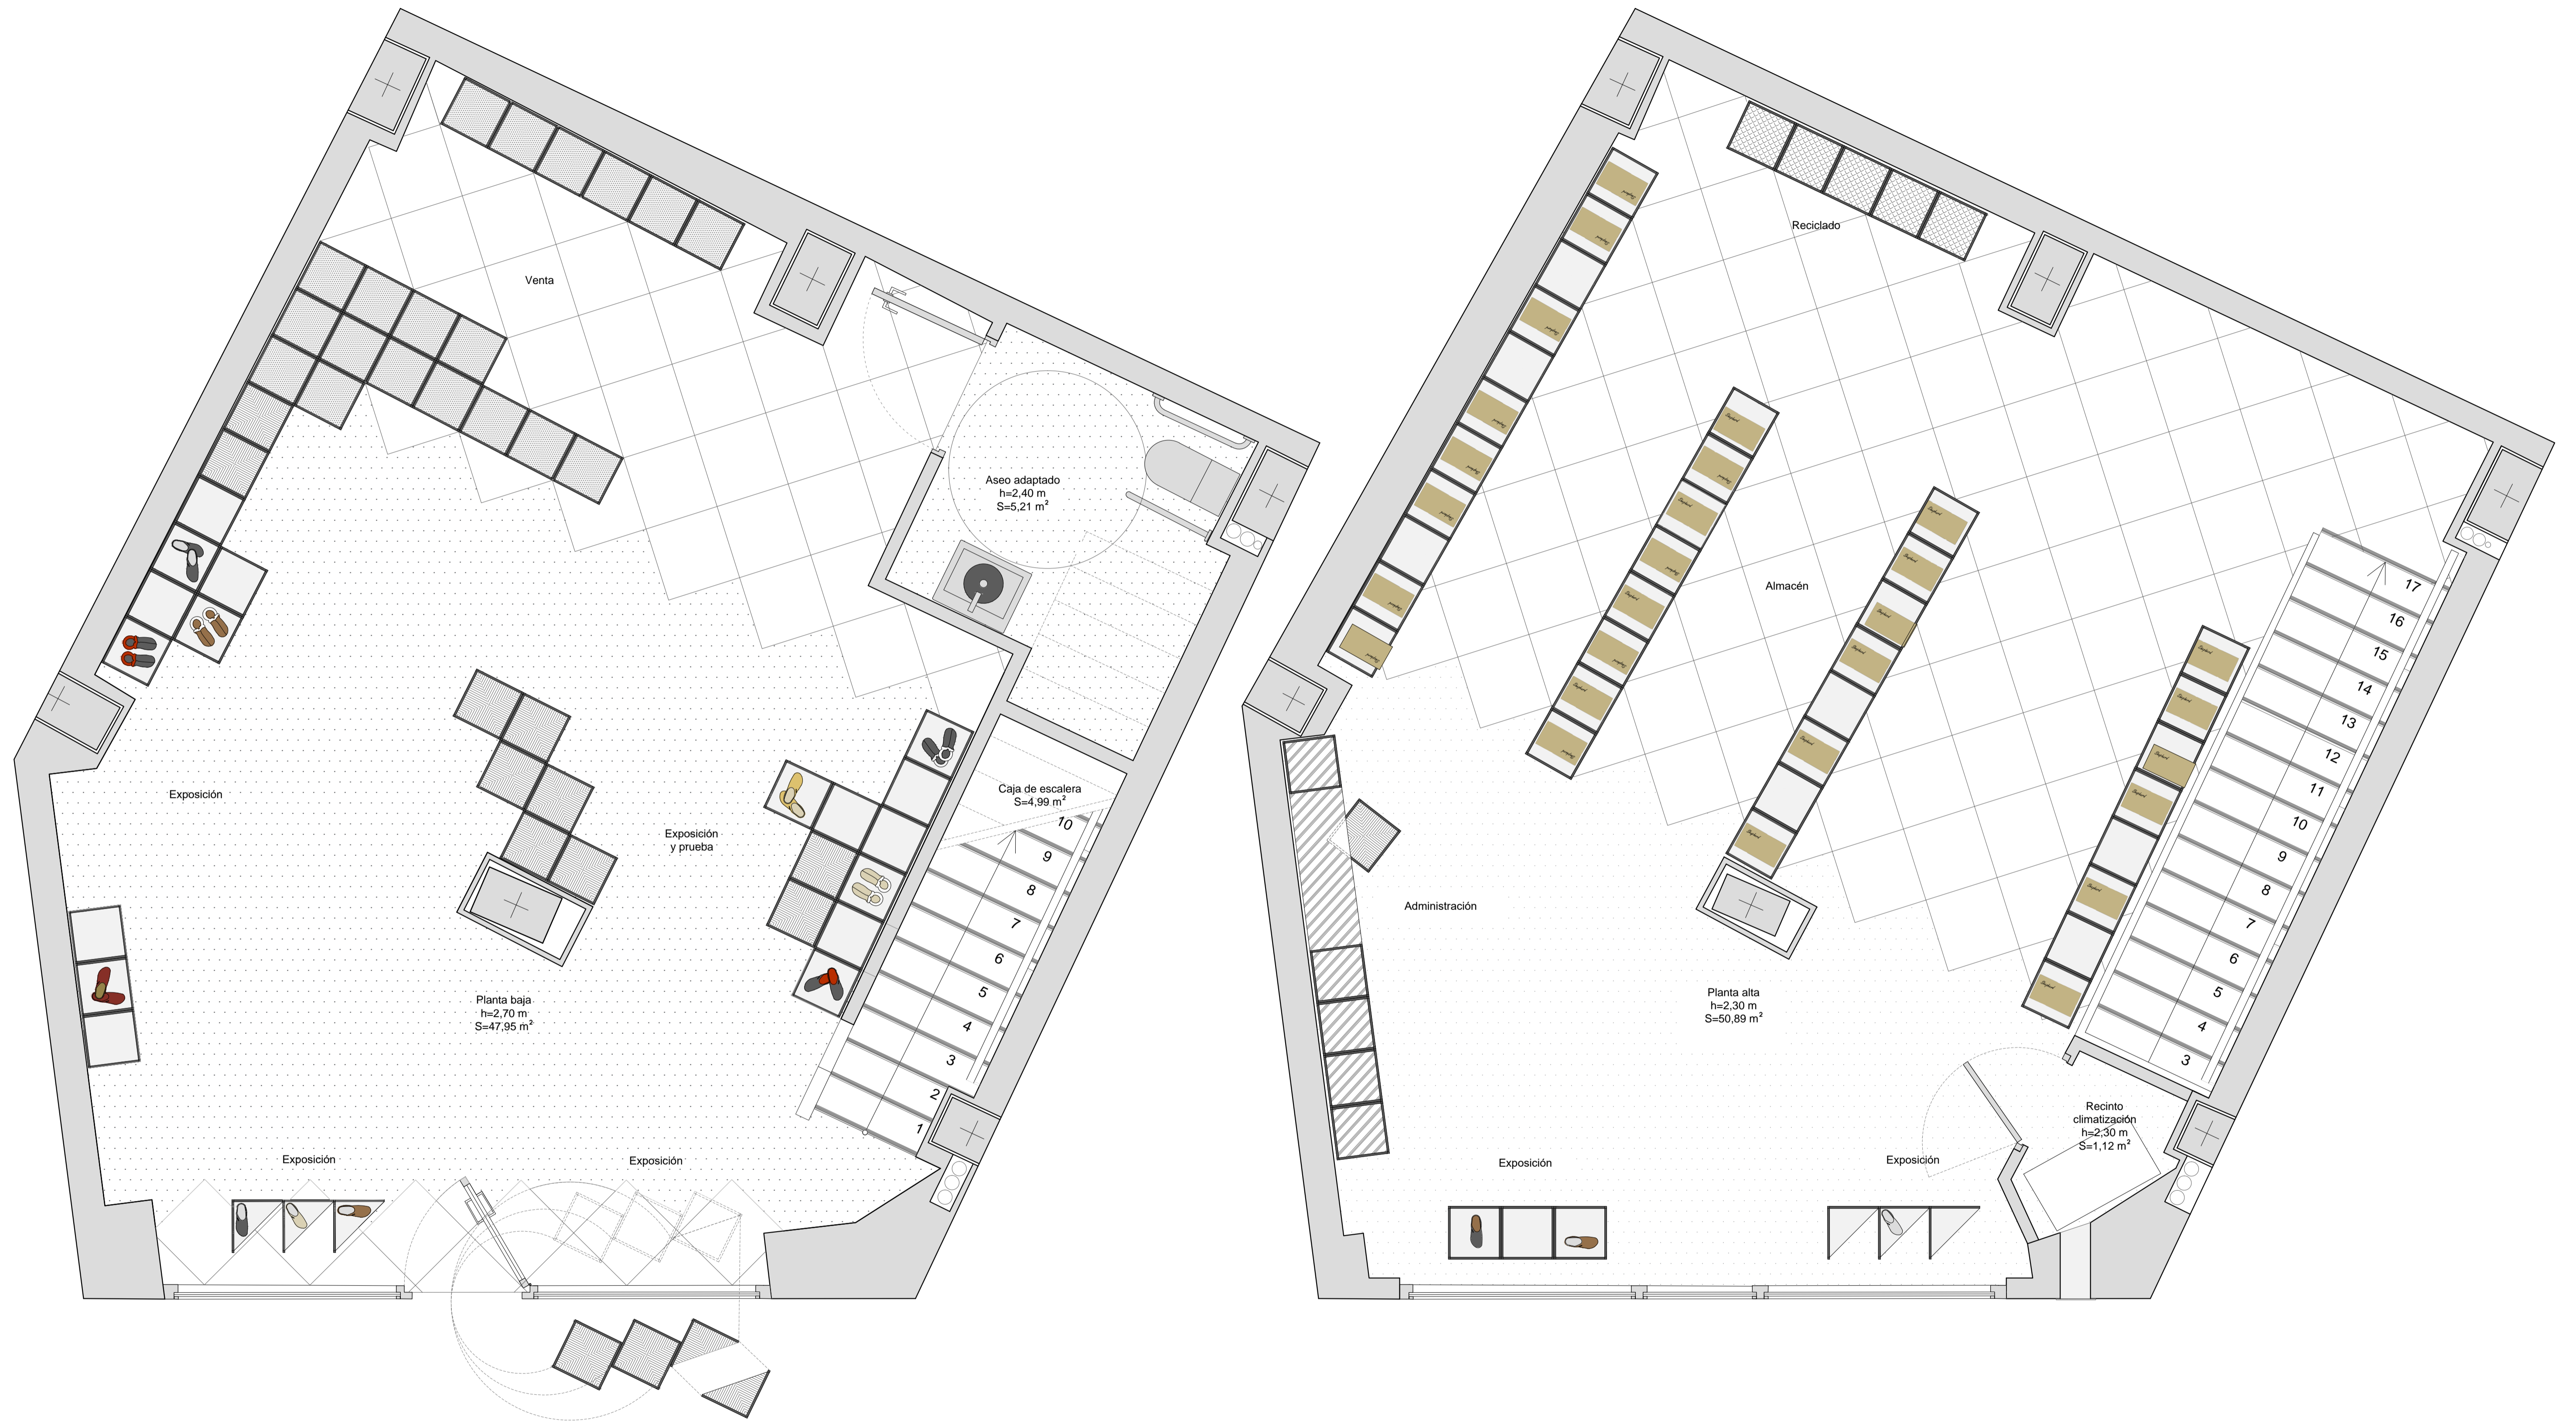 Venta
Aseo adaptado
h=2,40 m
S=5,21 m²
Exposición
Exposición
y prueba
Caja de escalera
S=4,99 m²
10
9
8
7
6
5
4
3
2
1
Planta baja
h=2,70 m
S=47,95 m²
Exposición
Exposición
Reciclado
Almacén
17
16
15
14
13
12
11
10
9
8
7
6
5
4
3
Administración
Planta alta
h=2,30 m
S=50,89 m²
Recinto
climatización
h=2,30 m
S=1,12 m²
Exposición
Exposición